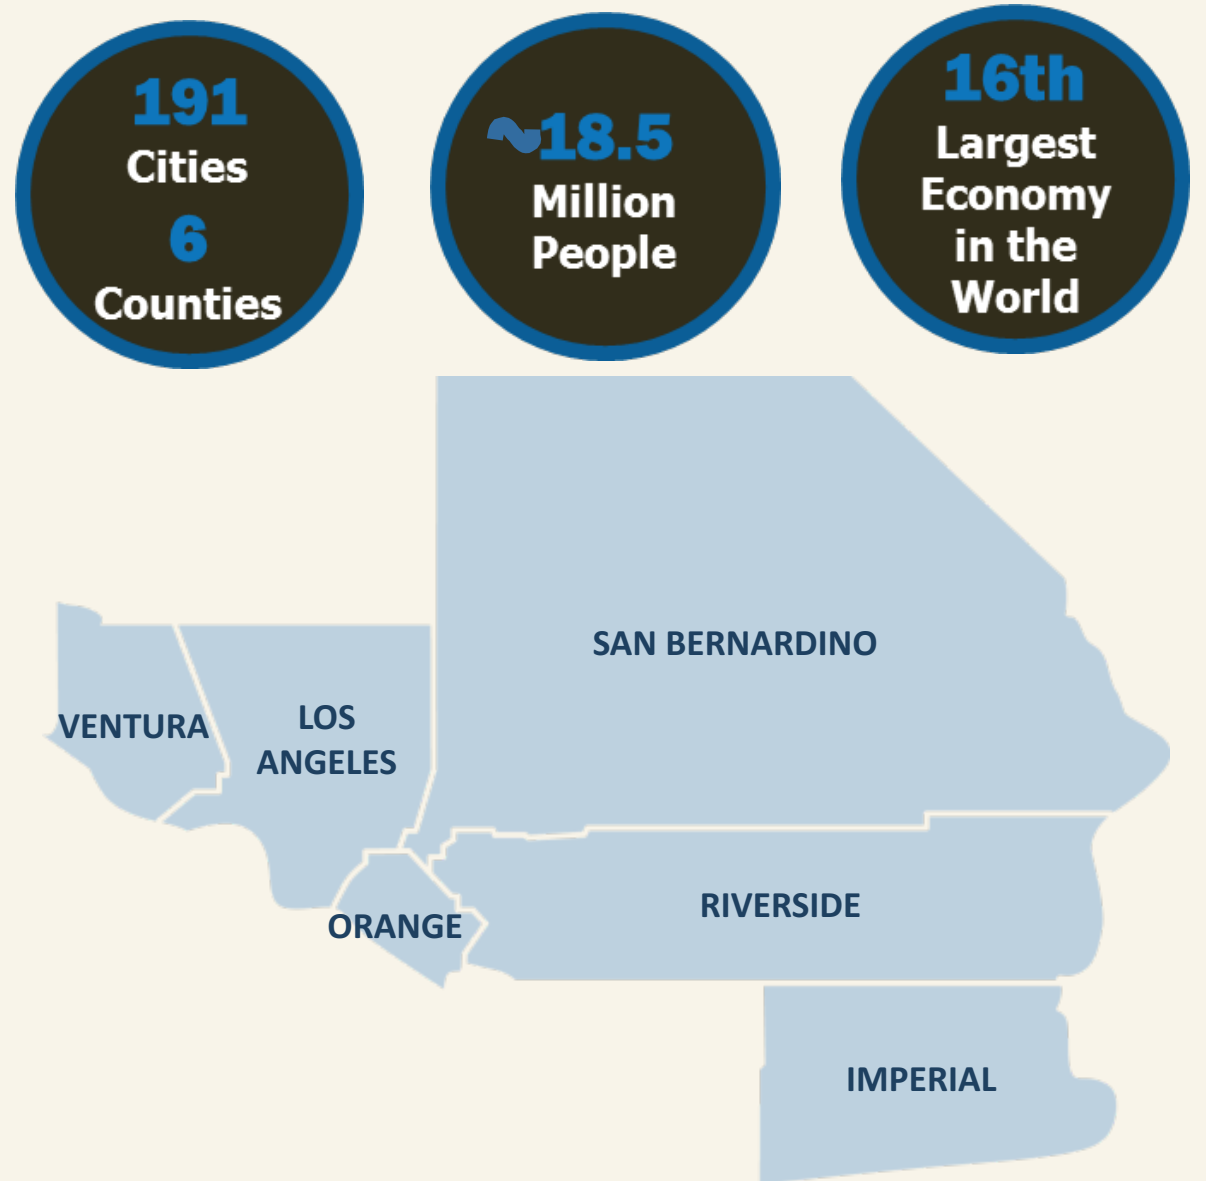 191
Cities
6
Counties
~18.5
Million
People
16th
Largest
Economy
in the
World
SAN BERNARDINO
VENTURA
LOS
ANGELES
RIVERSIDE
ORANGE
IMPERIAL